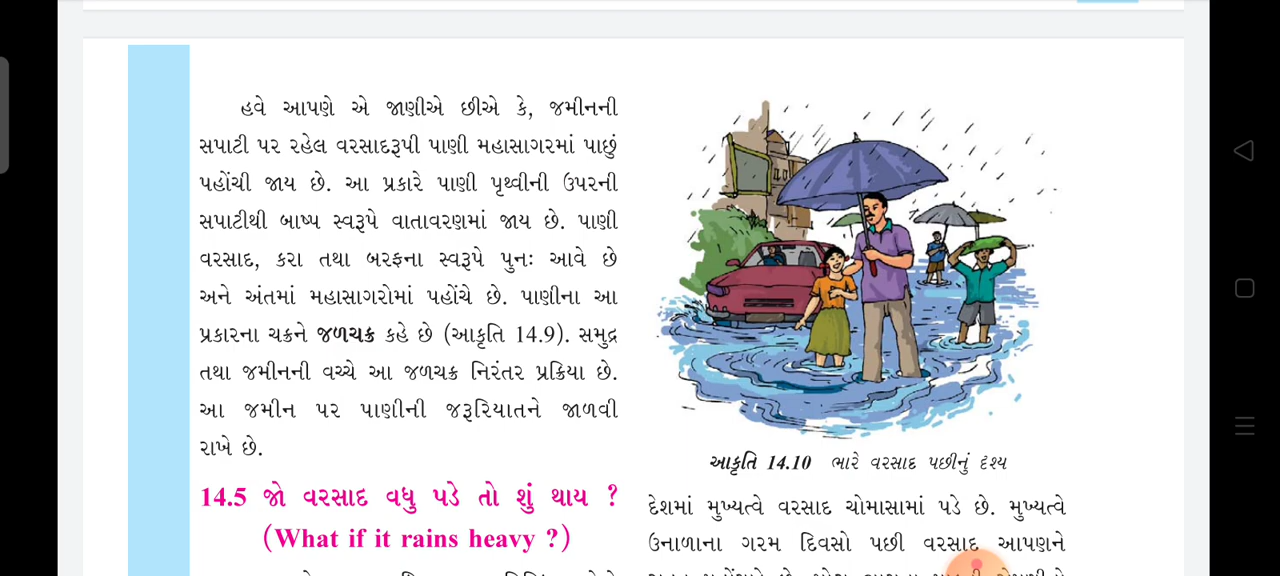 હવે આપણે એ જાણીએ છીએ કે, જમીનની
સપાટી પર રહેલ વરસાદરૂપી પાણી મહાસાગરમાં પાછું
પહોંચી જાય છે. આ પ્રકારે પાણી પૃથ્વીની ઉપરની
સપાટીથી બાષ્પ સ્વરૂપે વાતાવરણમાં જાય છે. પાણી
વરસાદ, કરા તથા બરફના સ્વરૂપે પુનઃ આવે છે
અને અંતમાં મહાસાગરોમાં પહોંચે છે. પાણીના આ
પ્રકારના ચક્રને જળચક્ર કહે છે (આકૃતિ 14.9). સમુદ્ર
તથા જમીનની વચ્ચે આ જળચક્ર નિરંતર પ્રક્રિયા છે.
આ જમીન પર પાણીની જરૂરિયાતને જાળવી
રાખે છે.
14.5 જો વરસાદ વધુ પડે તો શું થાય ?
(What if it rains heavy ?)
આકૃતિ 14.10 ભારે વરસાદ પછીનું દૃશ્ય
દેશમાં મુખ્યત્વે વરસાદ ચોમાસામાં પડે છે. મુખ્યત્વે
ઉનાળાના ગરમ દિવસો પછી વરસાદ આપણને